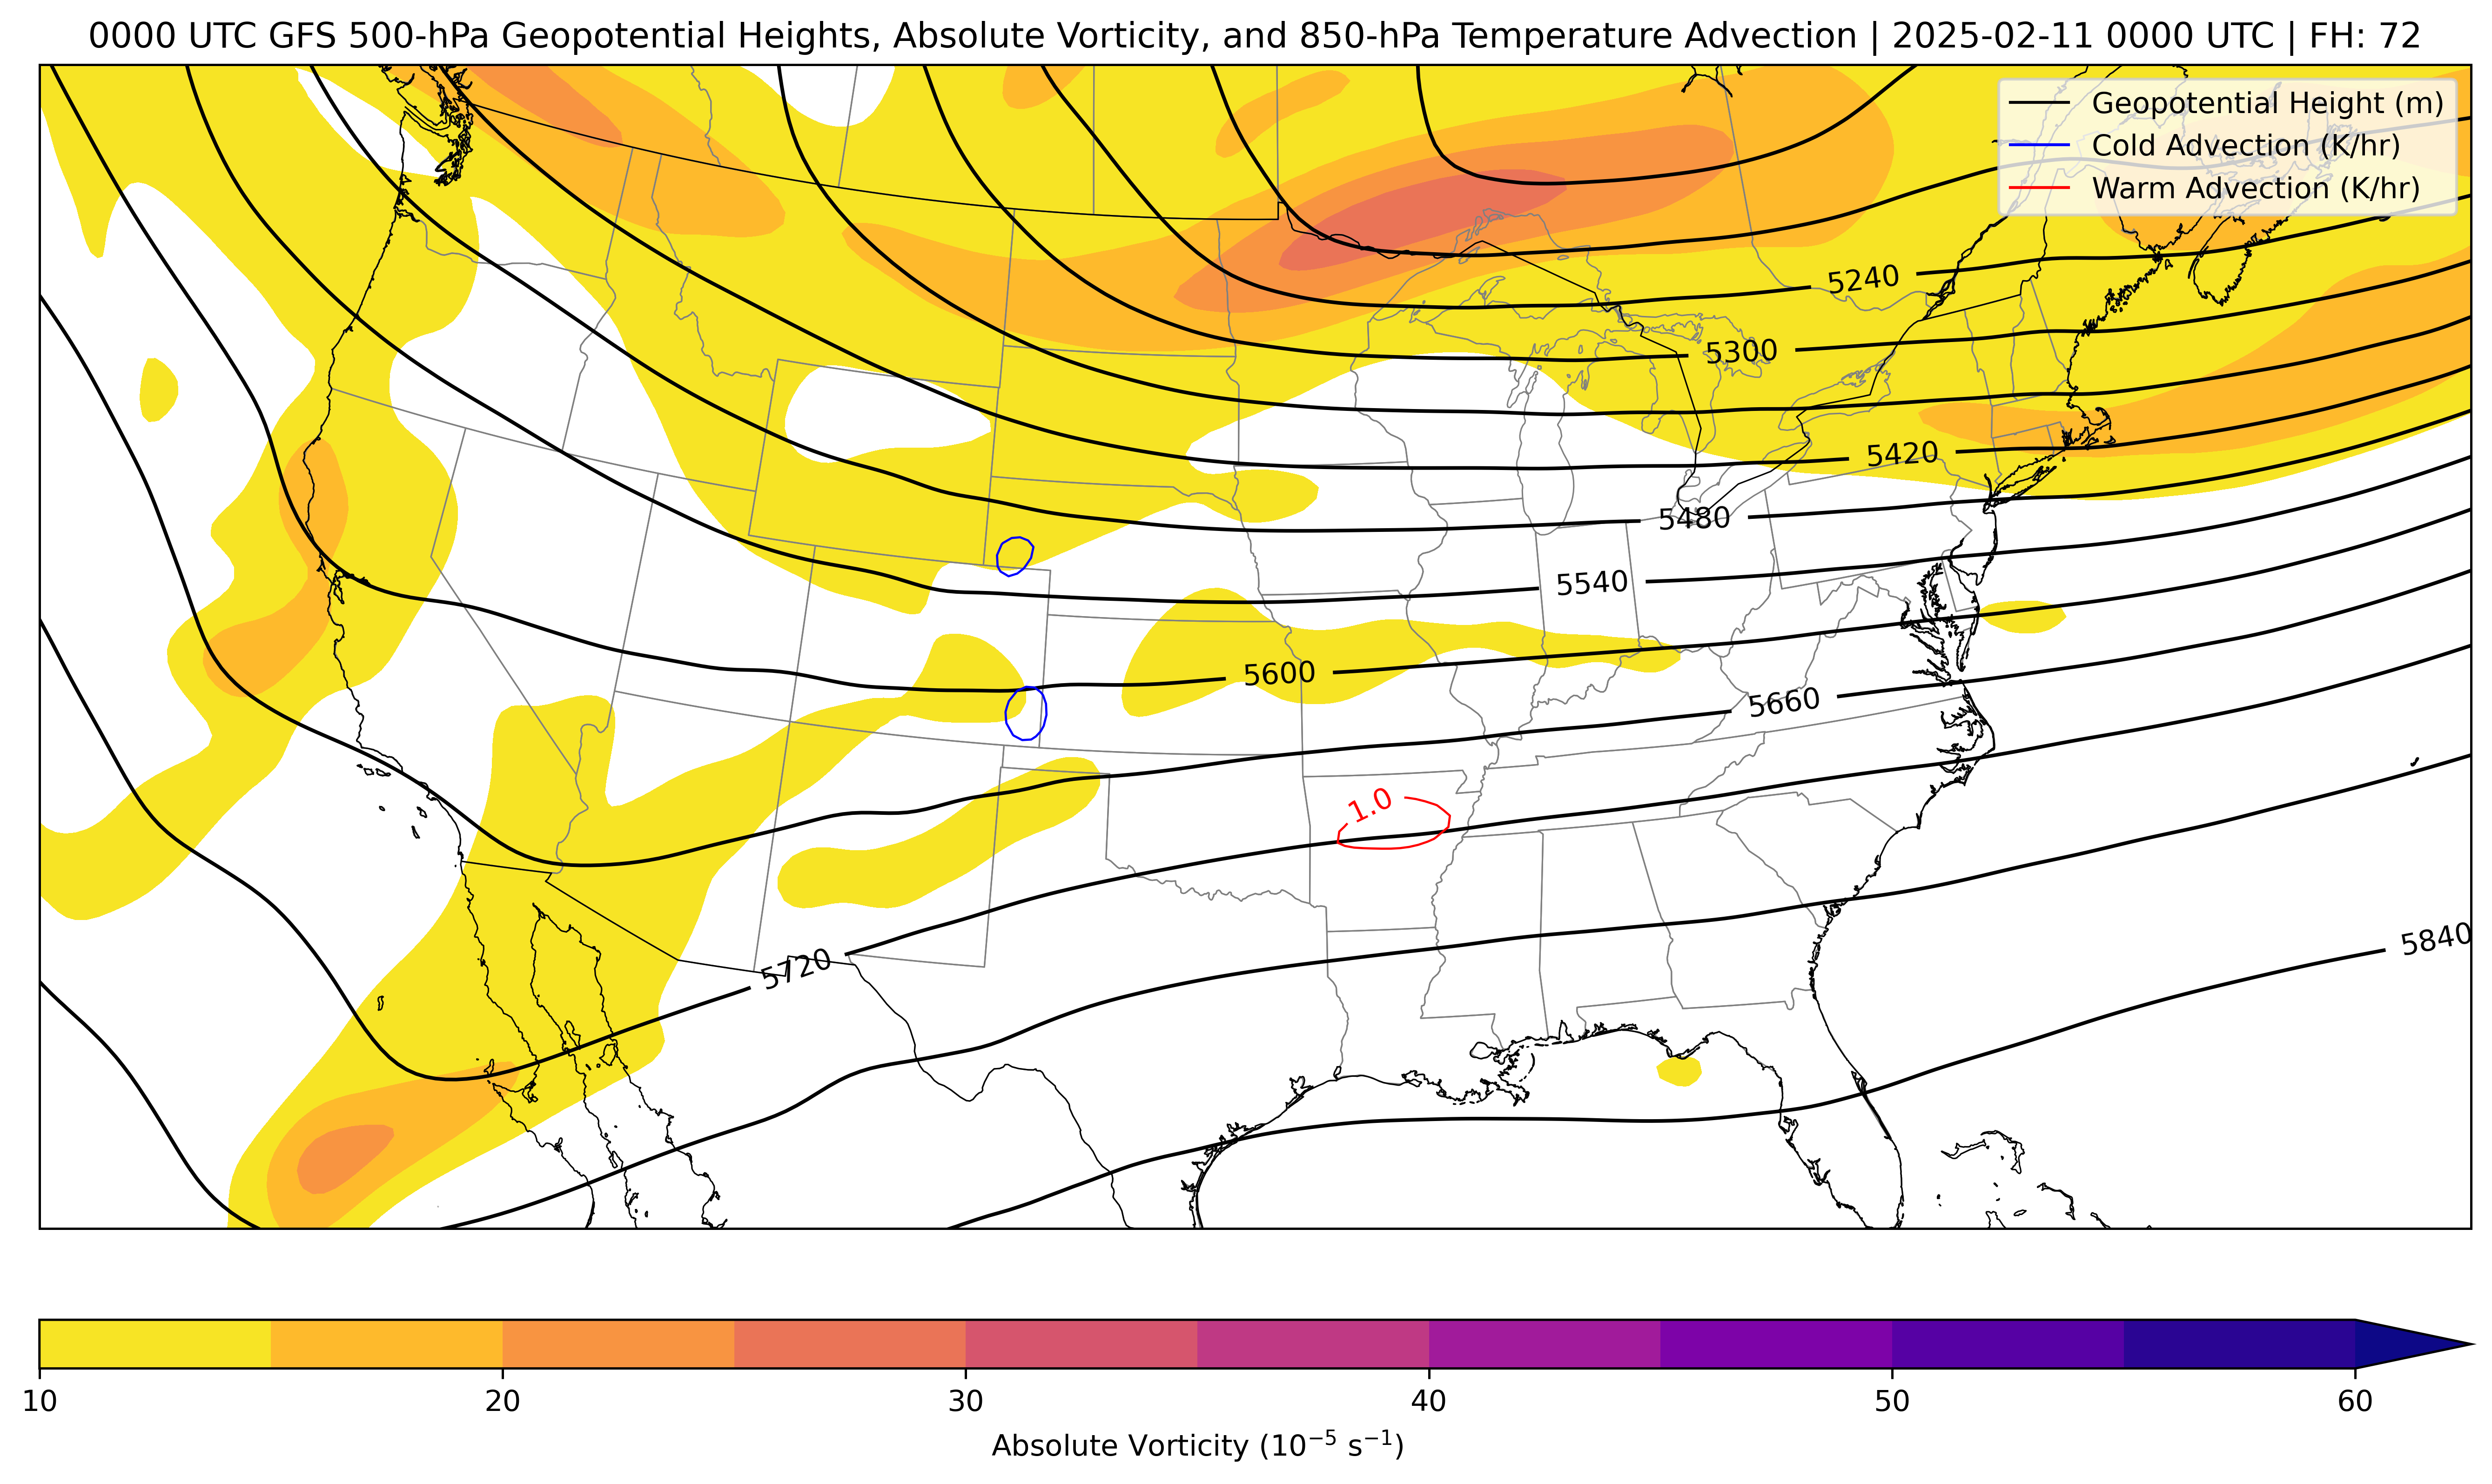 0000 UTC GFS 500-hPa Geopotential Heights, Absolute Vorticity, and 850-hPa Temperature Advection | 2025-02-11 0000 UTC | FH: 72
Geopotential Height (m)
Cold Advection (K/hr)
Warm Advection (K/hr)
5240
5300
5420
5480
5540
5600
5660
1.0
5720
5840
10 20 30 40 50 60
Absolute Vorticity (10⁻⁵ s⁻¹)